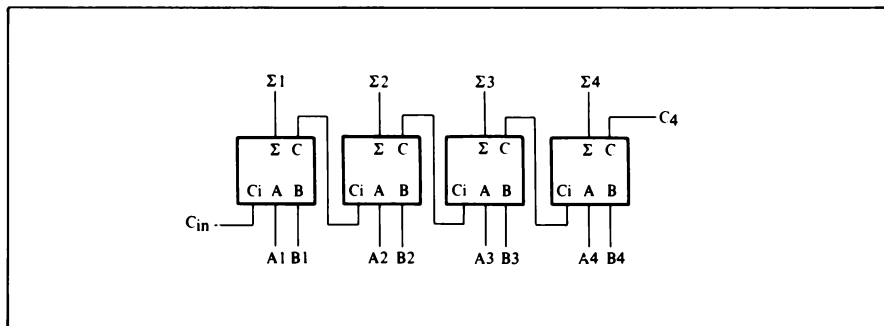 Σ1 Σ2 Σ3 Σ4
C4
Σ C Σ C Σ C Σ C
Ci A B Ci A B Ci A B Ci A B
Cin
A1 B1 A2 B2 A3 B3 A4 B4